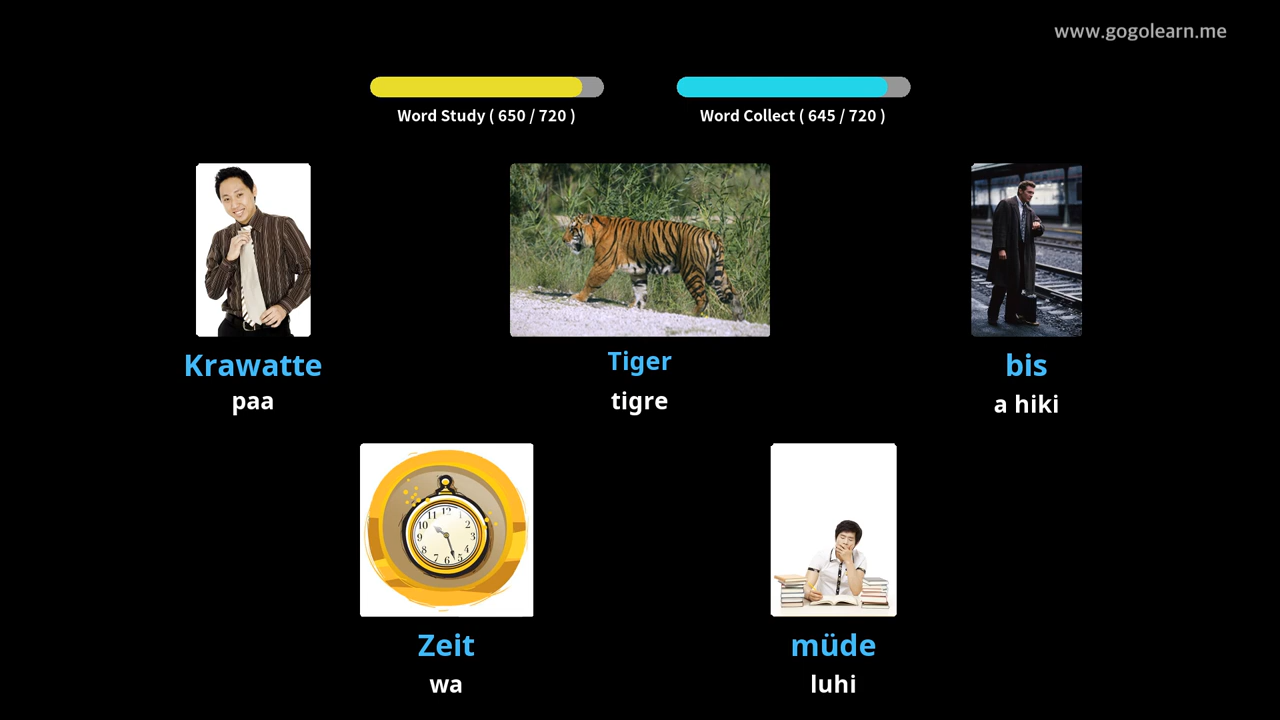 www.gogolearn.me
Word Study ( 650 / 720 )
Word Collect ( 645 / 720 )
Krawatte
paa
Tiger
tigre
bis
a hiki
Zeit
wa
müde
luhi